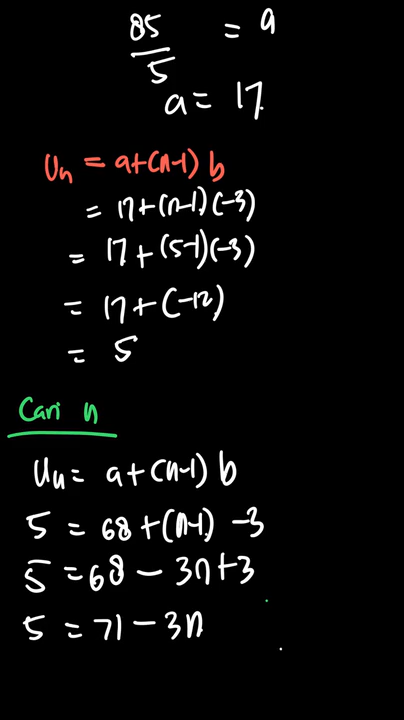 85/5 = a
a = 17
Un = a+(n-1) b
= 17+(n-1)(-3)
= 17+(5-1)(-3)
= 17+(-12)
= 5
Cari n
Un = a+(n-1) b
5 = 68+(n-1) -3
5 = 68 - 3n+3
5 = 71 - 3n